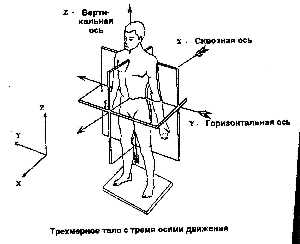 Z - Верти-
кальная
ось
X - Сквозная ось
Y - Горизонтальная ось
Z
Y
X
Трехмерное тело с тремя осями движения